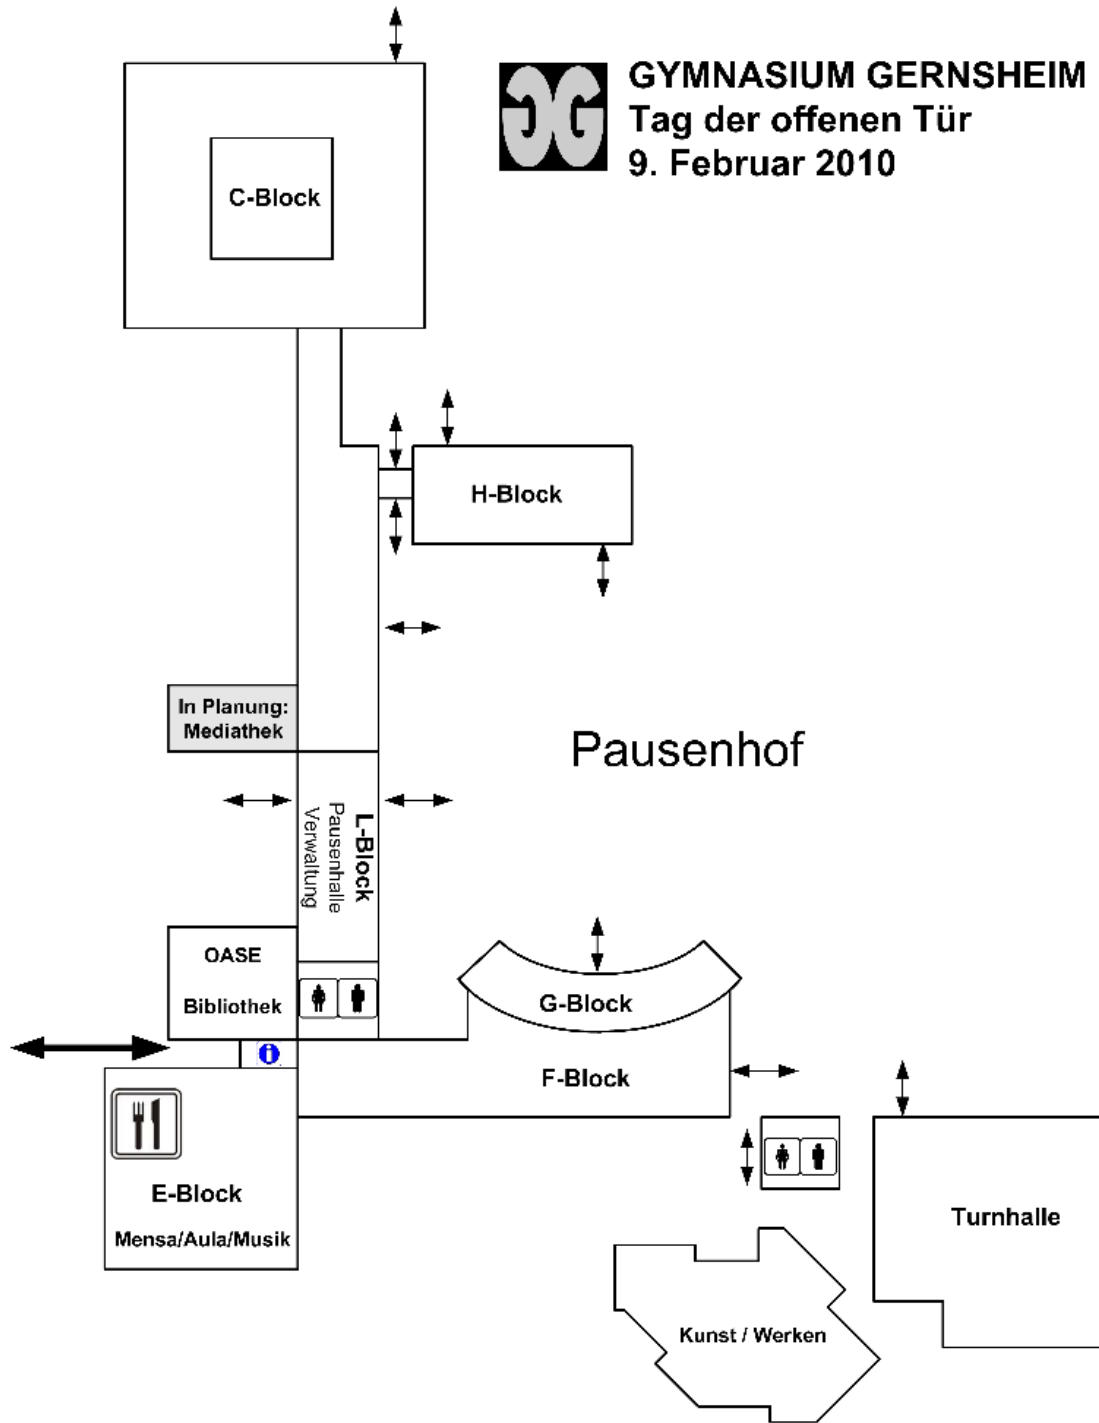 GYMNASIUM GERNSHEIM
Tag der offenen Tür
9. Februar 2010
C-Block
H-Block
In Planung:
Mediathek
Pausenhof
L-Block
Pausenhalle
Verwaltung
OASE
Bibliothek
G-Block
F-Block
E-Block
Mensa/Aula/Musik
Turnhalle
Kunst / Werken